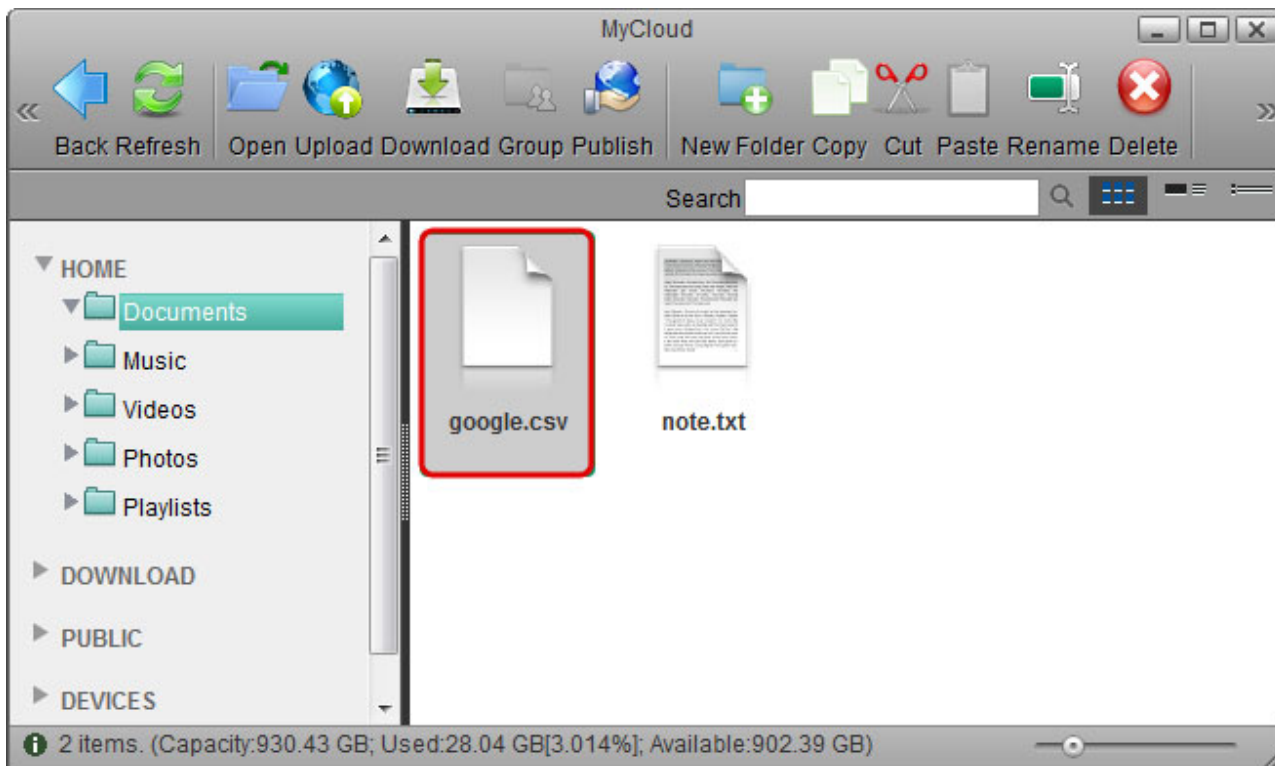 MyCloud
Back Refresh Open Upload Download Group Publish New Folder Copy Cut Paste Rename Delete
Search
HOME
Documents
Music
Videos
Photos
Playlists
DOWNLOAD
PUBLIC
DEVICES
google.csv note.txt
2 items. (Capacity:930.43 GB; Used:28.04 GB[3.014%]; Available:902.39 GB)